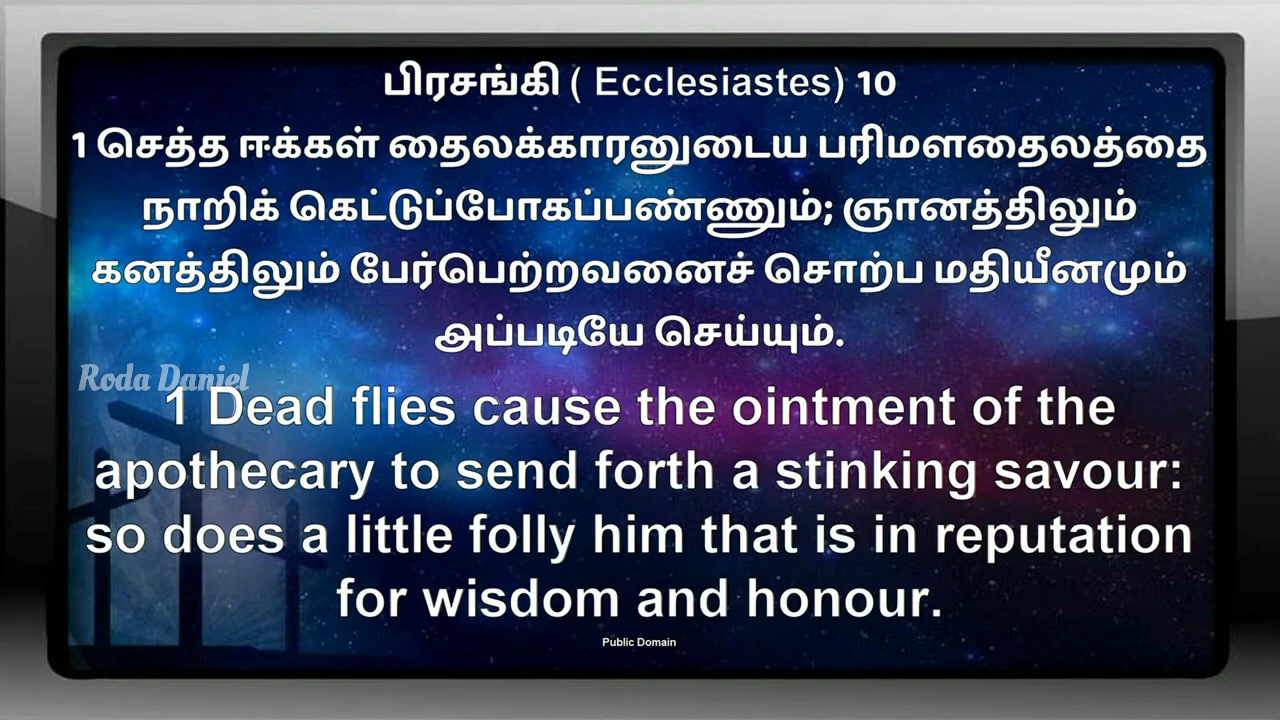 பிரசங்கி ( Ecclesiastes) 10
1 செத்த ஈக்கள் தைலக்காரனுடைய பரிமளதைலத்தை
நாறிக் கெட்டுப்போகப்பண்ணும்; ஞானத்திலும்
கனத்திலும் பேர்பெற்றவனைச் சொற்ப மதியீனமும்
அப்படியே செய்யும்.
Roda Daniel
1 Dead flies cause the ointment of the
apothecary to send forth a stinking savour:
so does a little folly him that is in reputation
for wisdom and honour.
Public Domain